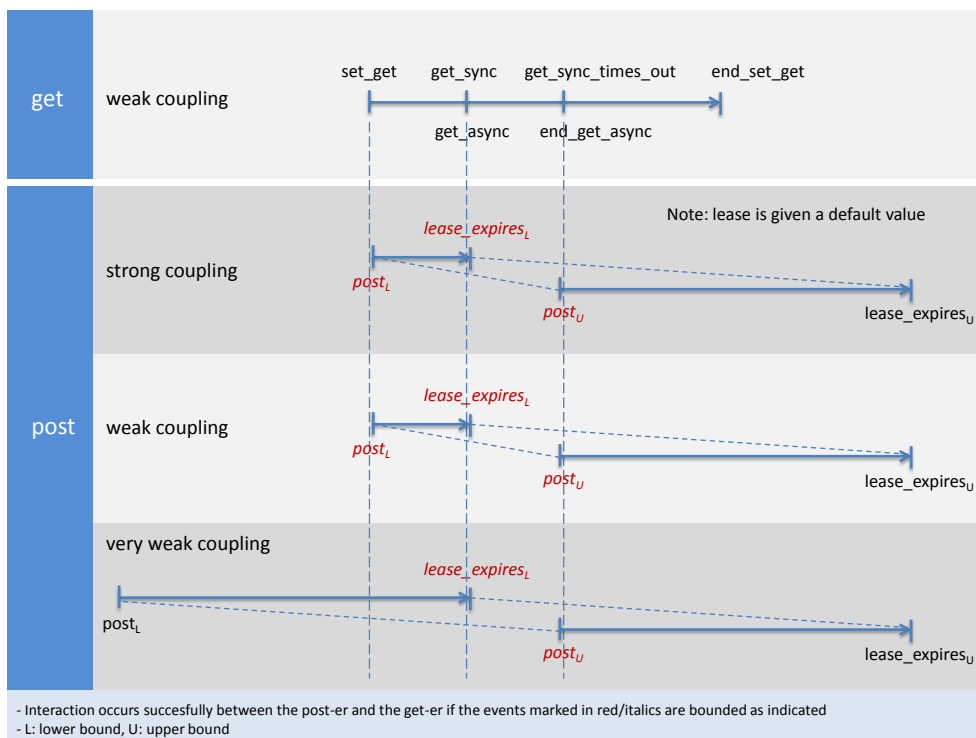 set_get get_sync get_sync_times_out end_set_get
get weak coupling
get_async end_get_async
Note: lease is given a default value
lease_expiresL
strong coupling
postL
postU lease_expiresU
lease_expiresL
post weak coupling
postL
postU lease_expiresU
very weak coupling
lease_expiresL
postL
postU lease_expiresU
- Interaction occurs succesfully between the post-er and the get-er if the events marked in red/italics are bounded as indicated
- L: lower bound, U: upper bound